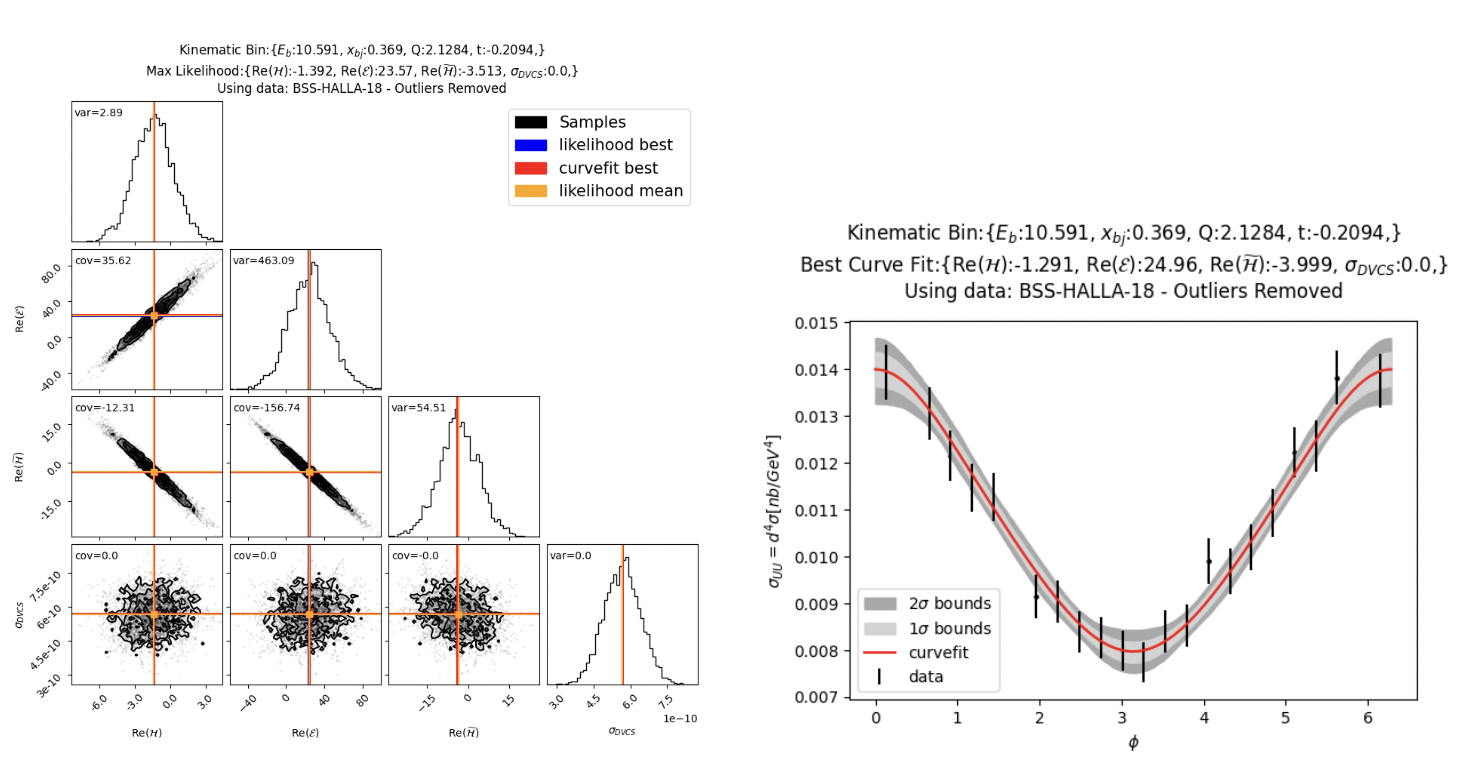 Kinematic Bin:{E_b:10.591, x_bj:0.369, Q:2.1284, t:-0.2094,}
Max Likelihood:{Re(ℋ):-1.392, Re(ℰ):23.57, Re(ℋ̃):-3.513, σ_DVCS:0.0,}
Using data: BSS-HALLA-18 - Outliers Removed
var=2.89
Samples
likelihood best
curvefit best
likelihood mean
cov=35.62
var=463.09
Re(ℰ)
80.0
40.0
0.0
-40.0
cov=-12.31
cov=-156.74
var=54.51
Re(ℋ̃)
15.0
0.0
-15.0
cov=0.0
cov=0.0
cov=-0.0
var=0.0
σ_DVCS
7.5e-10
6e-10
4.5e-10
3e-10
-6.0
-3.0
0.0
3.0
−40
0
40
80
−15
0
15
3.0
4.5
6.0
7.5
1e−10
Re(ℋ)
Re(ℰ)
Re(ℋ̃)
σ_DVCS
Kinematic Bin:{E_b:10.591, x_bj:0.369, Q:2.1284, t:-0.2094,}
Best Curve Fit:{Re(ℋ):-1.291, Re(ℰ):24.96, Re(ℋ̃):-3.999, σ_DVCS:0.0,}
Using data: BSS-HALLA-18 - Outliers Removed
0.015
0.014
0.013
0.012
0.011
0.010
0.009
0.008
0.007
σ_UU = d⁴σ[nb/GeV⁴]
2σ bounds
1σ bounds
curvefit
data
0
1
2
3
4
5
6
ϕ